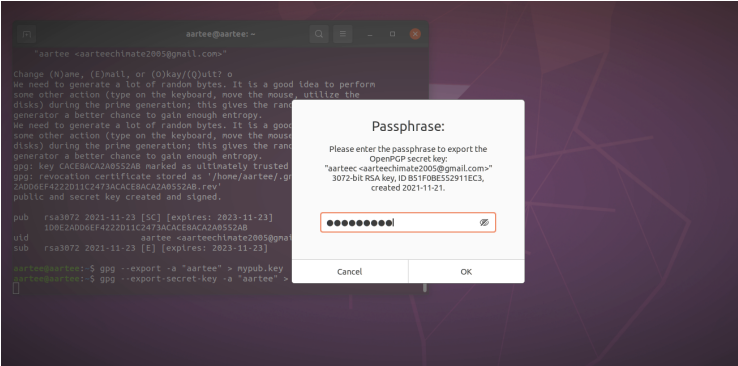 aartee@aartee: ~
"aartee <aarteechimate2005@gmail.com>"
Change (N)ame, (E)mail, or (O)kay/(Q)uit? o
We need to generate a lot of random bytes. It is a good idea to perform
some other action (type on the keyboard, move the mouse, utilize the
disks) during the prime generation; this gives the rand
generator a better chance to gain enough entropy.
We need to generate a lot of random bytes. It is a good
some other action (type on the keyboard, move the mouse
disks) during the prime generation; this gives the rand
generator a better chance to gain enough entropy.
gpg: key CACE8ACA2A0552AB marked as ultimately trusted
gpg: revocation certificate stored as '/home/aartee/.gn
2ADD6EF4222D11C2473ACACE8ACA2A0552AB.rev'
public and secret key created and signed.
pub rsa3072 2021-11-23 [SC] [expires: 2023-11-23]
1D0E2ADD6EF4222D11C2473ACACE8ACA2A0552AB
uid aartee <aarteechimate2005@gmai
sub rsa3072 2021-11-23 [E] [expires: 2023-11-23]
aartee@aartee:~$ gpg --export -a "aartee" > mypub.key
aartee@aartee:~$ gpg --export-secret-key -a "aartee" >
Passphrase:
Please enter the passphrase to export the
OpenPGP secret key:
"aarteec <aarteechimate2005@gmail.com>"
3072-bit RSA key, ID B51F0BE552911EC3,
created 2021-11-21.
●●●●●●●●●
Cancel OK